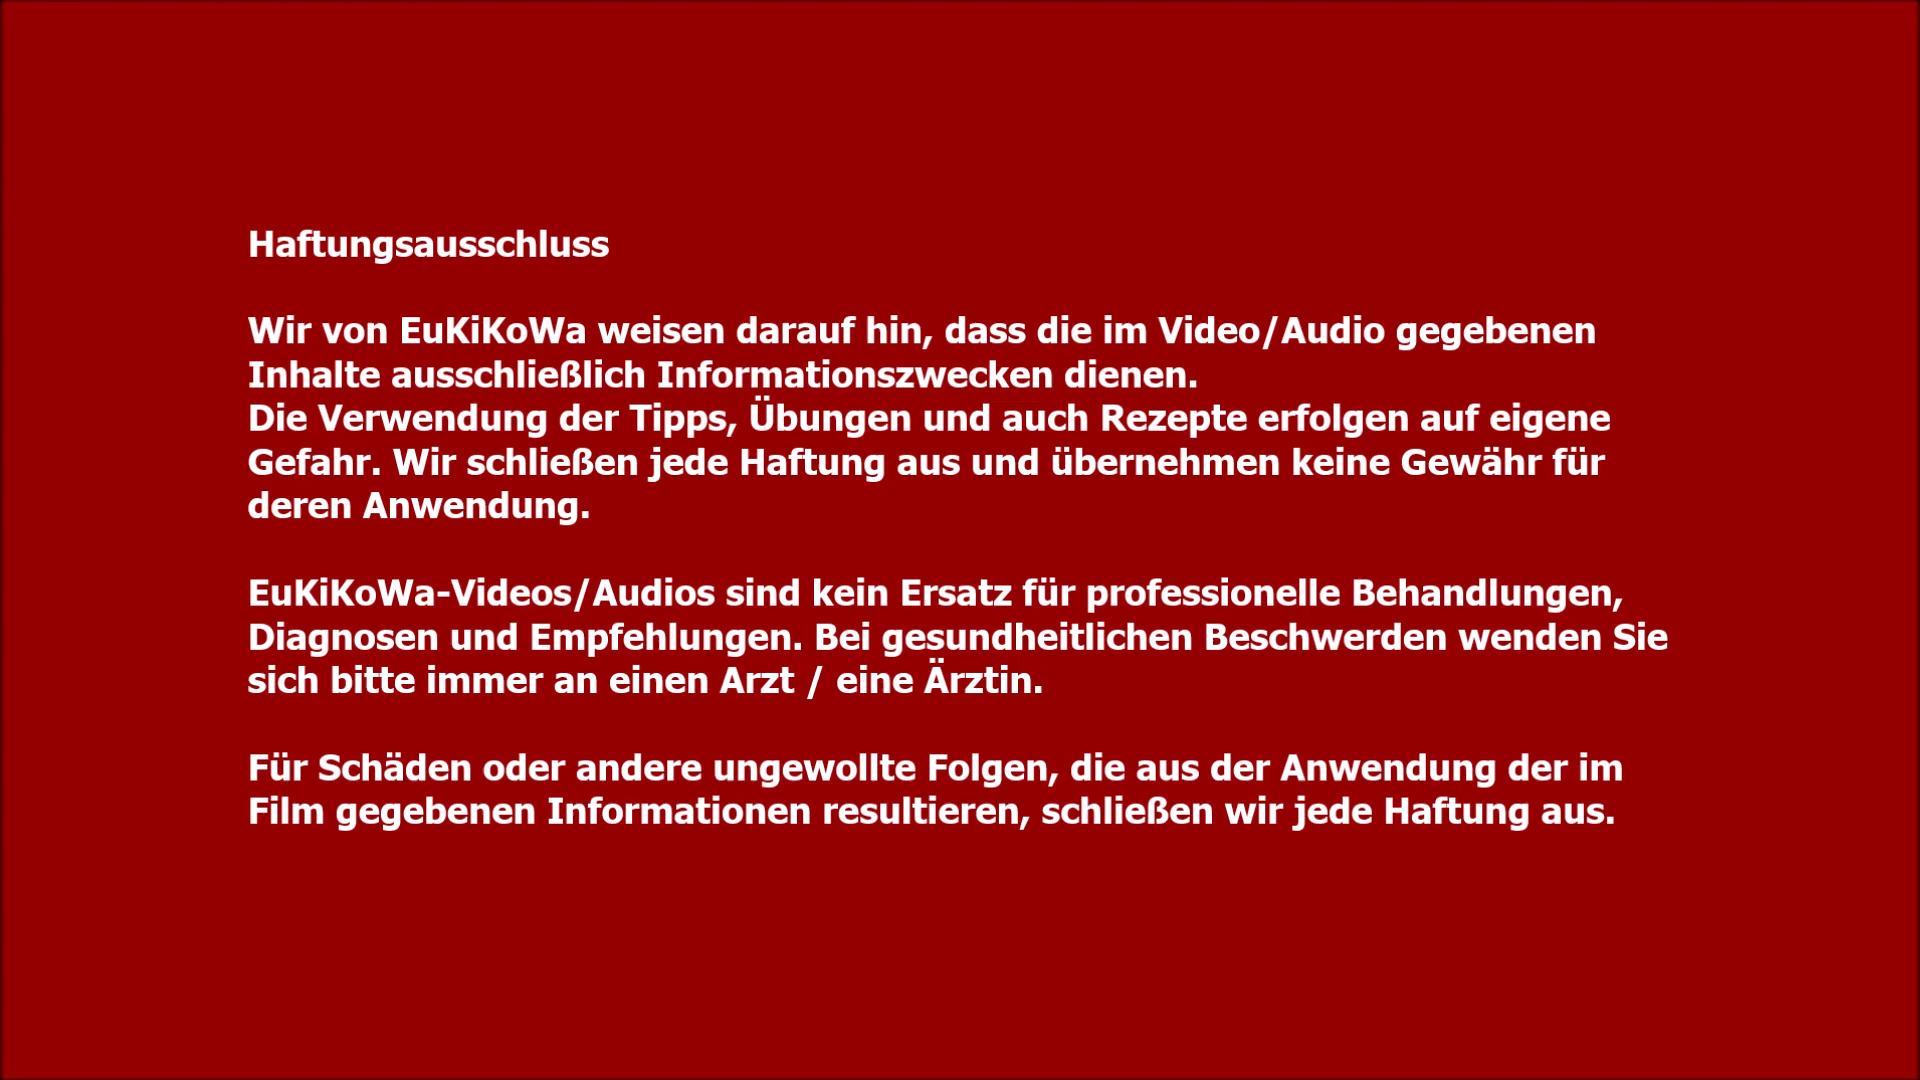 Haftungsausschluss
Wir von EuKiKoWa weisen darauf hin, dass die im Video/Audio gegebenen
Inhalte ausschließlich Informationszwecken dienen.
Die Verwendung der Tipps, Übungen und auch Rezepte erfolgen auf eigene
Gefahr. Wir schließen jede Haftung aus und übernehmen keine Gewähr für
deren Anwendung.
EuKiKoWa-Videos/Audios sind kein Ersatz für professionelle Behandlungen,
Diagnosen und Empfehlungen. Bei gesundheitlichen Beschwerden wenden Sie
sich bitte immer an einen Arzt / eine Ärztin.
Für Schäden oder andere ungewollte Folgen, die aus der Anwendung der im
Film gegebenen Informationen resultieren, schließen wir jede Haftung aus.